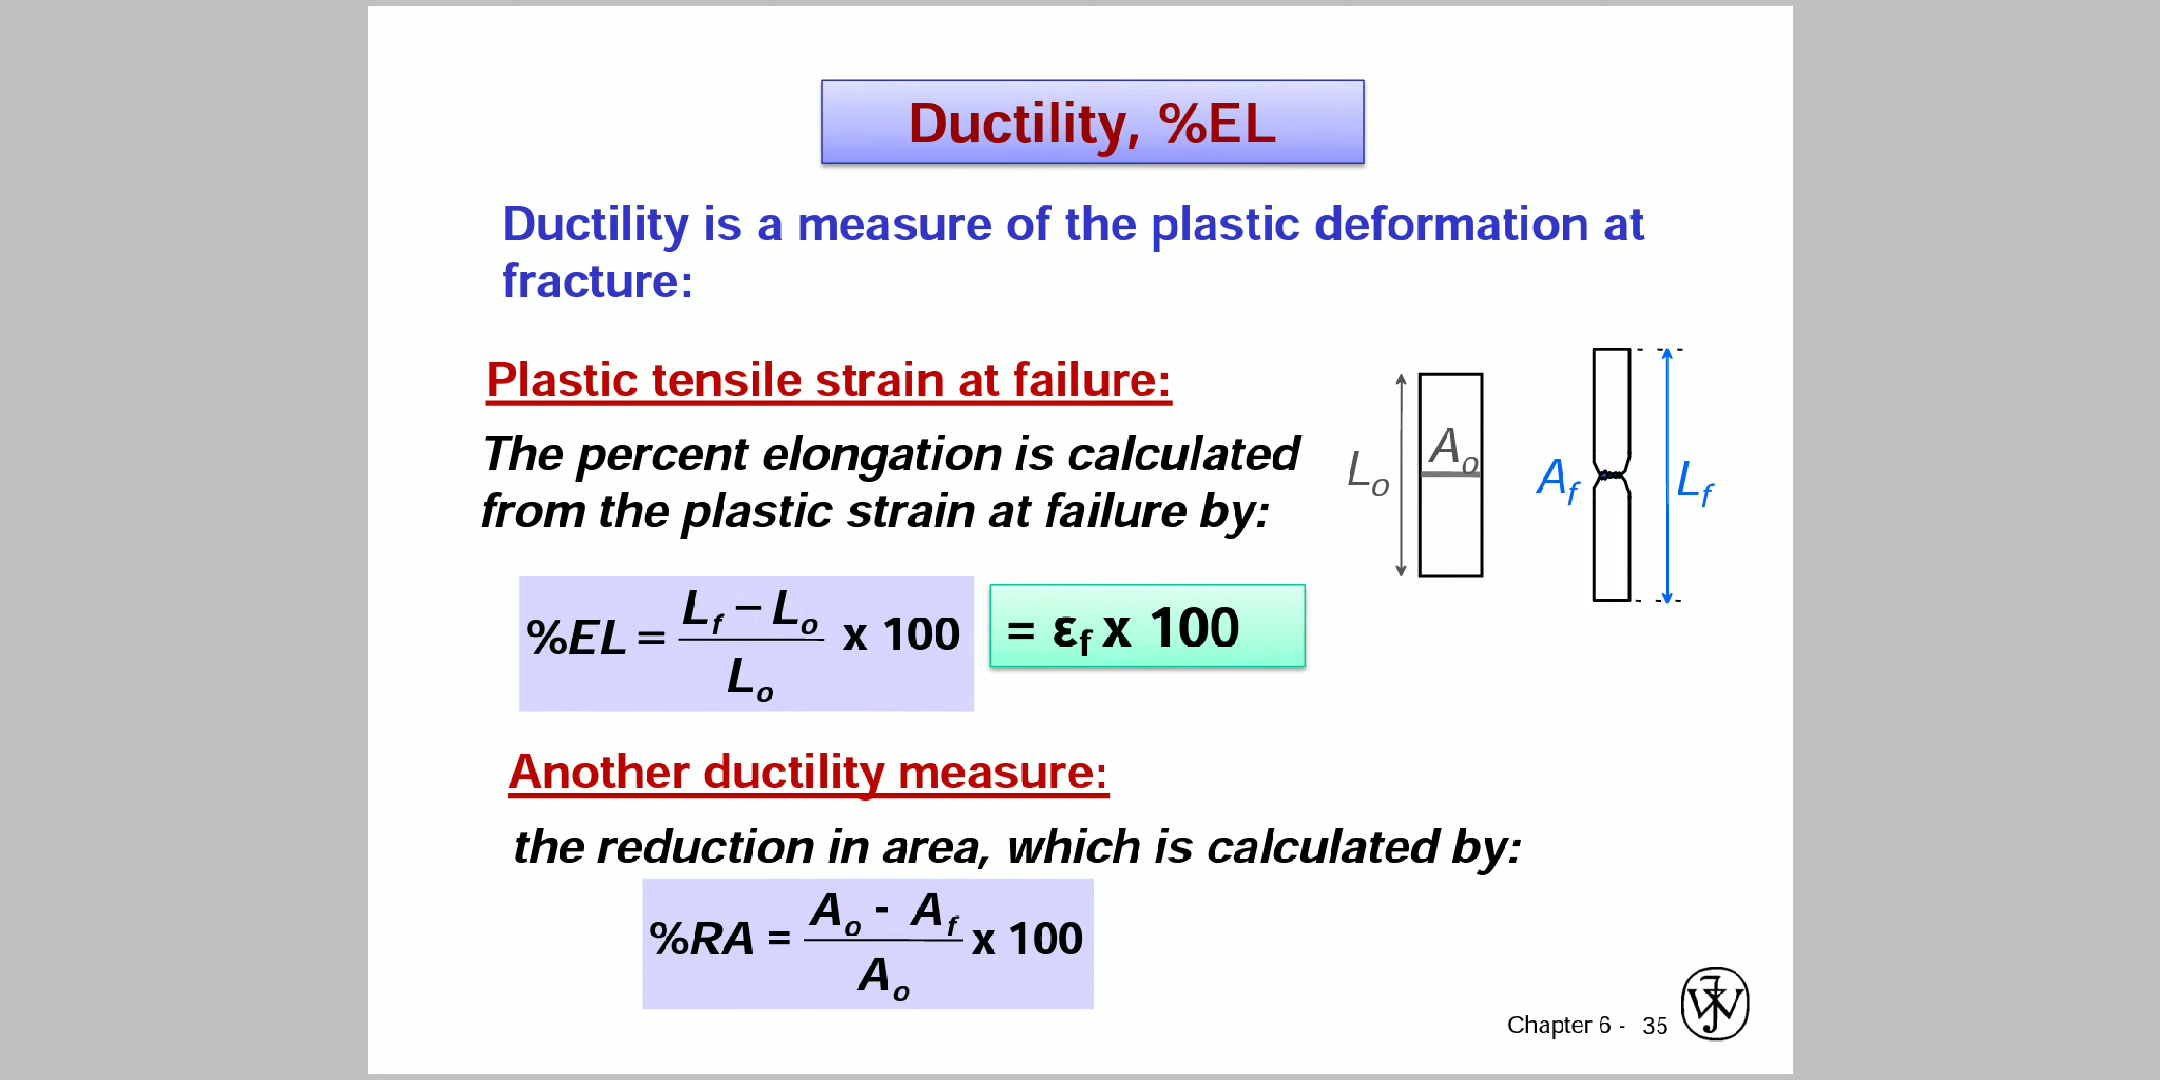 Ductility, %EL
Ductility is a measure of the plastic deformation at
fracture:
Plastic tensile strain at failure:
The percent elongation is calculated
from the plastic strain at failure by:
Lo
Ao
Af
Lf
%EL = (Lf – Lo) / Lo x 100
= εf x 100
Another ductility measure:
the reduction in area, which is calculated by:
%RA = (Ao - Af) / Ao x 100
Chapter 6 - 35